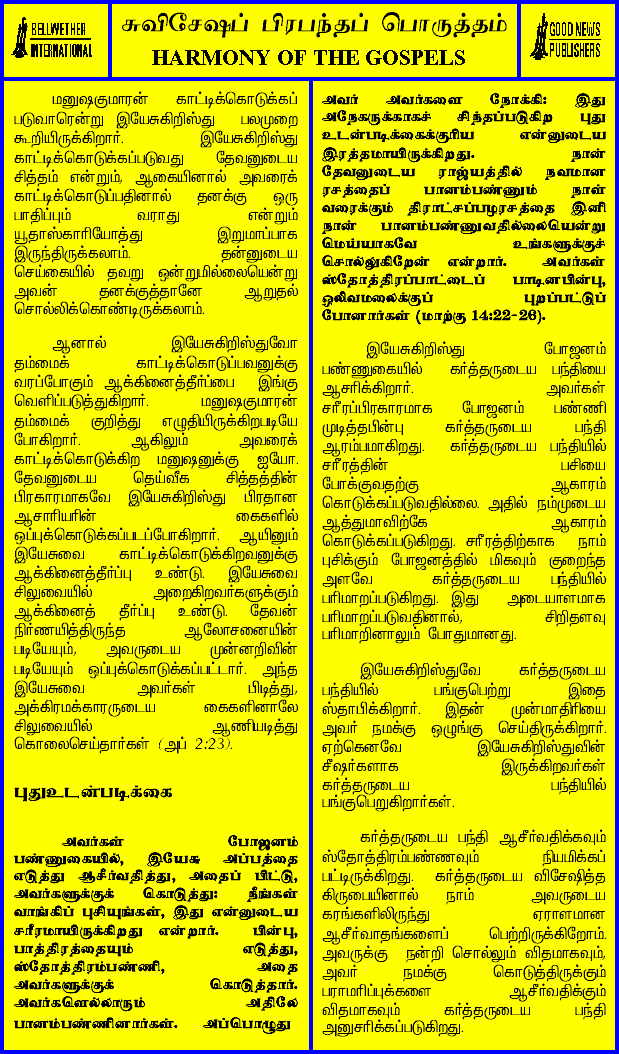 BELLWETHER
INTERNATIONAL
சுவிசேஷப் பிரபந்தப் பொருத்தம்
HARMONY OF THE GOSPELS
GOOD NEWS
PUBLISHERS
மனுஷகுமாரன் காட்டிக்கொடுக்கப்
படுவாரென்று இயேசுகிறிஸ்து பலமுறை
கூறியிருக்கிறார். இயேசுகிறிஸ்து
காட்டிக்கொடுக்கப்படுவது தேவனுடைய
சித்தம் என்றும், ஆகையினால் அவரைக்
காட்டிக்கொடுப்பதினால் தனக்கு ஒரு
பாதிப்பும் வராது என்றும்
யூதாஸ்காரியோத்து இறுமாப்பாக
இருந்திருக்கலாம். தன்னுடைய
செய்கையில் தவறு ஒன்றுமில்லையென்று
அவன் தனக்குத்தானே ஆறுதல்
சொல்லிக்கொண்டிருக்கலாம்.
ஆனால் இயேசுகிறிஸ்துவோ
தம்மைக் காட்டிக்கொடுப்பவனுக்கு
வரப்போகும் ஆக்கினைத்தீர்ப்பை இங்கு
வெளிப்படுத்துகிறார். மனுஷகுமாரன்
தம்மைக் குறித்து எழுதியிருக்கிறபடியே
போகிறார். ஆகிலும் அவரைக்
காட்டிக்கொடுக்கிற மனுஷனுக்கு ஐயோ.
தேவனுடைய தெய்வீக சித்தத்தின்
பிரகாரமாகவே இயேசுகிறிஸ்து பிரதான
ஆசாரியரின் கைகளில்
ஒப்புக்கொடுக்கப்படப்போகிறார். ஆயினும்
இயேசுவை காட்டிக்கொடுக்கிறவனுக்கு
ஆக்கினைத்தீர்ப்பு உண்டு. இயேசுவை
சிலுவையில் அறைகிறவர்களுக்கும்
ஆக்கினைத் தீர்ப்பு உண்டு. தேவன்
நிர்ணயித்திருந்த ஆலோசனையின்
படியேயும், அவருடைய முன்னறிவின்
படியேயும் ஒப்புக்கொடுக்கப்பட்டார். அந்த
இயேசுவை அவர்கள் பிடித்து,
அக்கிரமக்காரருடைய கைகளினாலே
சிலுவையில் ஆணியடித்து
கொலைசெய்தார்கள் (அப் 2:23).
புதுஉடன்படிக்கை
அவர்கள் போஜனம்
பண்ணுகையில், இயேசு அப்பத்தை
எடுத்து ஆசீர்வதித்து, அதைப் பிட்டு,
அவர்களுக்குக் கொடுத்து: நீங்கள்
வாங்கிப் புசியுங்கள், இது என்னுடைய
சரீரமாயிருக்கிறது என்றார். பின்பு,
பாத்திரத்தையும் எடுத்து,
ஸ்தோத்திரம்பண்ணி, அதை
அவர்களுக்குக் கொடுத்தார்.
அவர்களெல்லாரும் அதிலே
பானம்பண்ணினார்கள். அப்பொழுது
அவர் அவர்களை நோக்கி: இது
அநேகருக்காகச் சிந்தப்படுகிற புது
உடன்படிக்கைக்குரிய என்னுடைய
இரத்தமாயிருக்கிறது. நான்
தேவனுடைய ராஜ்யத்தில் நவமான
ரசத்தைப் பானம்பண்ணும் நாள்
வரைக்கும் திராட்சப்பழரசத்தை இனி
நான் பானம்பண்ணுவதில்லையென்று
மெய்யாகவே உங்களுக்குச்
சொல்லுகிறேன் என்றார். அவர்கள்
ஸ்தோத்திரப்பாட்டைப் பாடினபின்பு,
ஒலிவமலைக்குப் புறப்பட்டுப்
போனார்கள் (மாற்கு 14:22-26).
இயேசுகிறிஸ்து போஜனம்
பண்ணுகையில் கர்த்தருடைய பந்தியை
ஆசரிக்கிறார். அவர்கள்
சரீரப்பிரகாரமாக போஜனம் பண்ணி
முடித்தபின்பு கர்த்தருடைய பந்தி
ஆரம்பமாகிறது. கர்த்தருடைய பந்தியில்
சரீரத்தின் பசியை
போக்குவதற்கு ஆகாரம்
கொடுக்கப்படுவதில்லை. அதில் நம்முடைய
ஆத்துமாவிற்கே ஆகாரம்
கொடுக்கப்படுகிறது. சரீரத்திற்காக நாம்
புசிக்கும் போஜனத்தில் மிகவும் குறைந்த
அளவே கர்த்தருடைய பந்தியில்
பரிமாறப்படுகிறது. இது அடையாளமாக
பரிமாறப்படுவதினால், சிறிதளவு
பரிமாறினாலும் போதுமானது.
இயேசுகிறிஸ்துவே கர்த்தருடைய
பந்தியில் பங்குபெற்று இதை
ஸ்தாபிக்கிறார். இதன் முன்மாதிரியை
அவர் நமக்கு ஒழுங்கு செய்திருக்கிறார்.
ஏற்கெனவே இயேசுகிறிஸ்துவின்
சீஷர்களாக இருக்கிறவர்கள்
கர்த்தருடைய பந்தியில்
பங்குபெறுகிறார்கள்.
கர்த்தருடைய பந்தி ஆசீர்வதிக்கவும்
ஸ்தோத்திரம்பண்ணவும் நியமிக்கப்
பட்டிருக்கிறது. கர்த்தருடைய விசேஷித்த
கிருபையினால் நாம் அவருடைய
கரங்களிலிருந்து ஏராளமான
ஆசீர்வாதங்களைப் பெற்றிருக்கிறோம்.
அவருக்கு நன்றி சொல்லும் விதமாகவும்,
அவர் நமக்கு கொடுத்திருக்கும்
பராமரிப்புக்களை ஆசீர்வதிக்கும்
விதமாகவும் கர்த்தருடைய பந்தி
அனுசரிக்கப்படுகிறது.